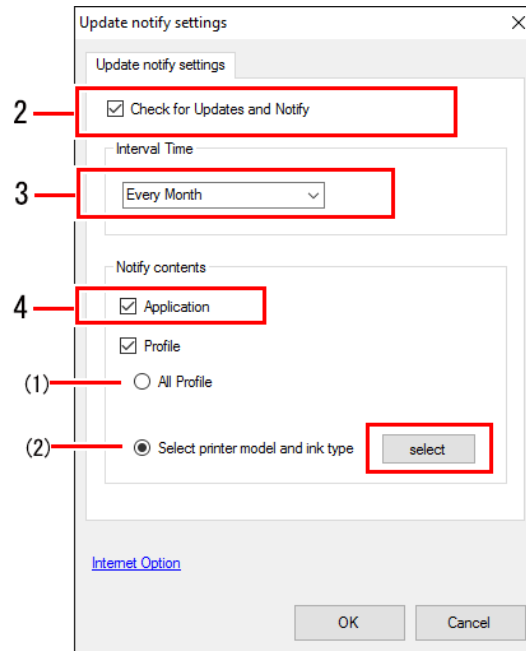 Update notify settings
Update notify settings
2
Check for Updates and Notify
Interval Time
3
Every Month
Notify contents
4
Application
Profile
(1)
All Profile
(2)
Select printer model and ink type
select
Internet Option
OK
Cancel